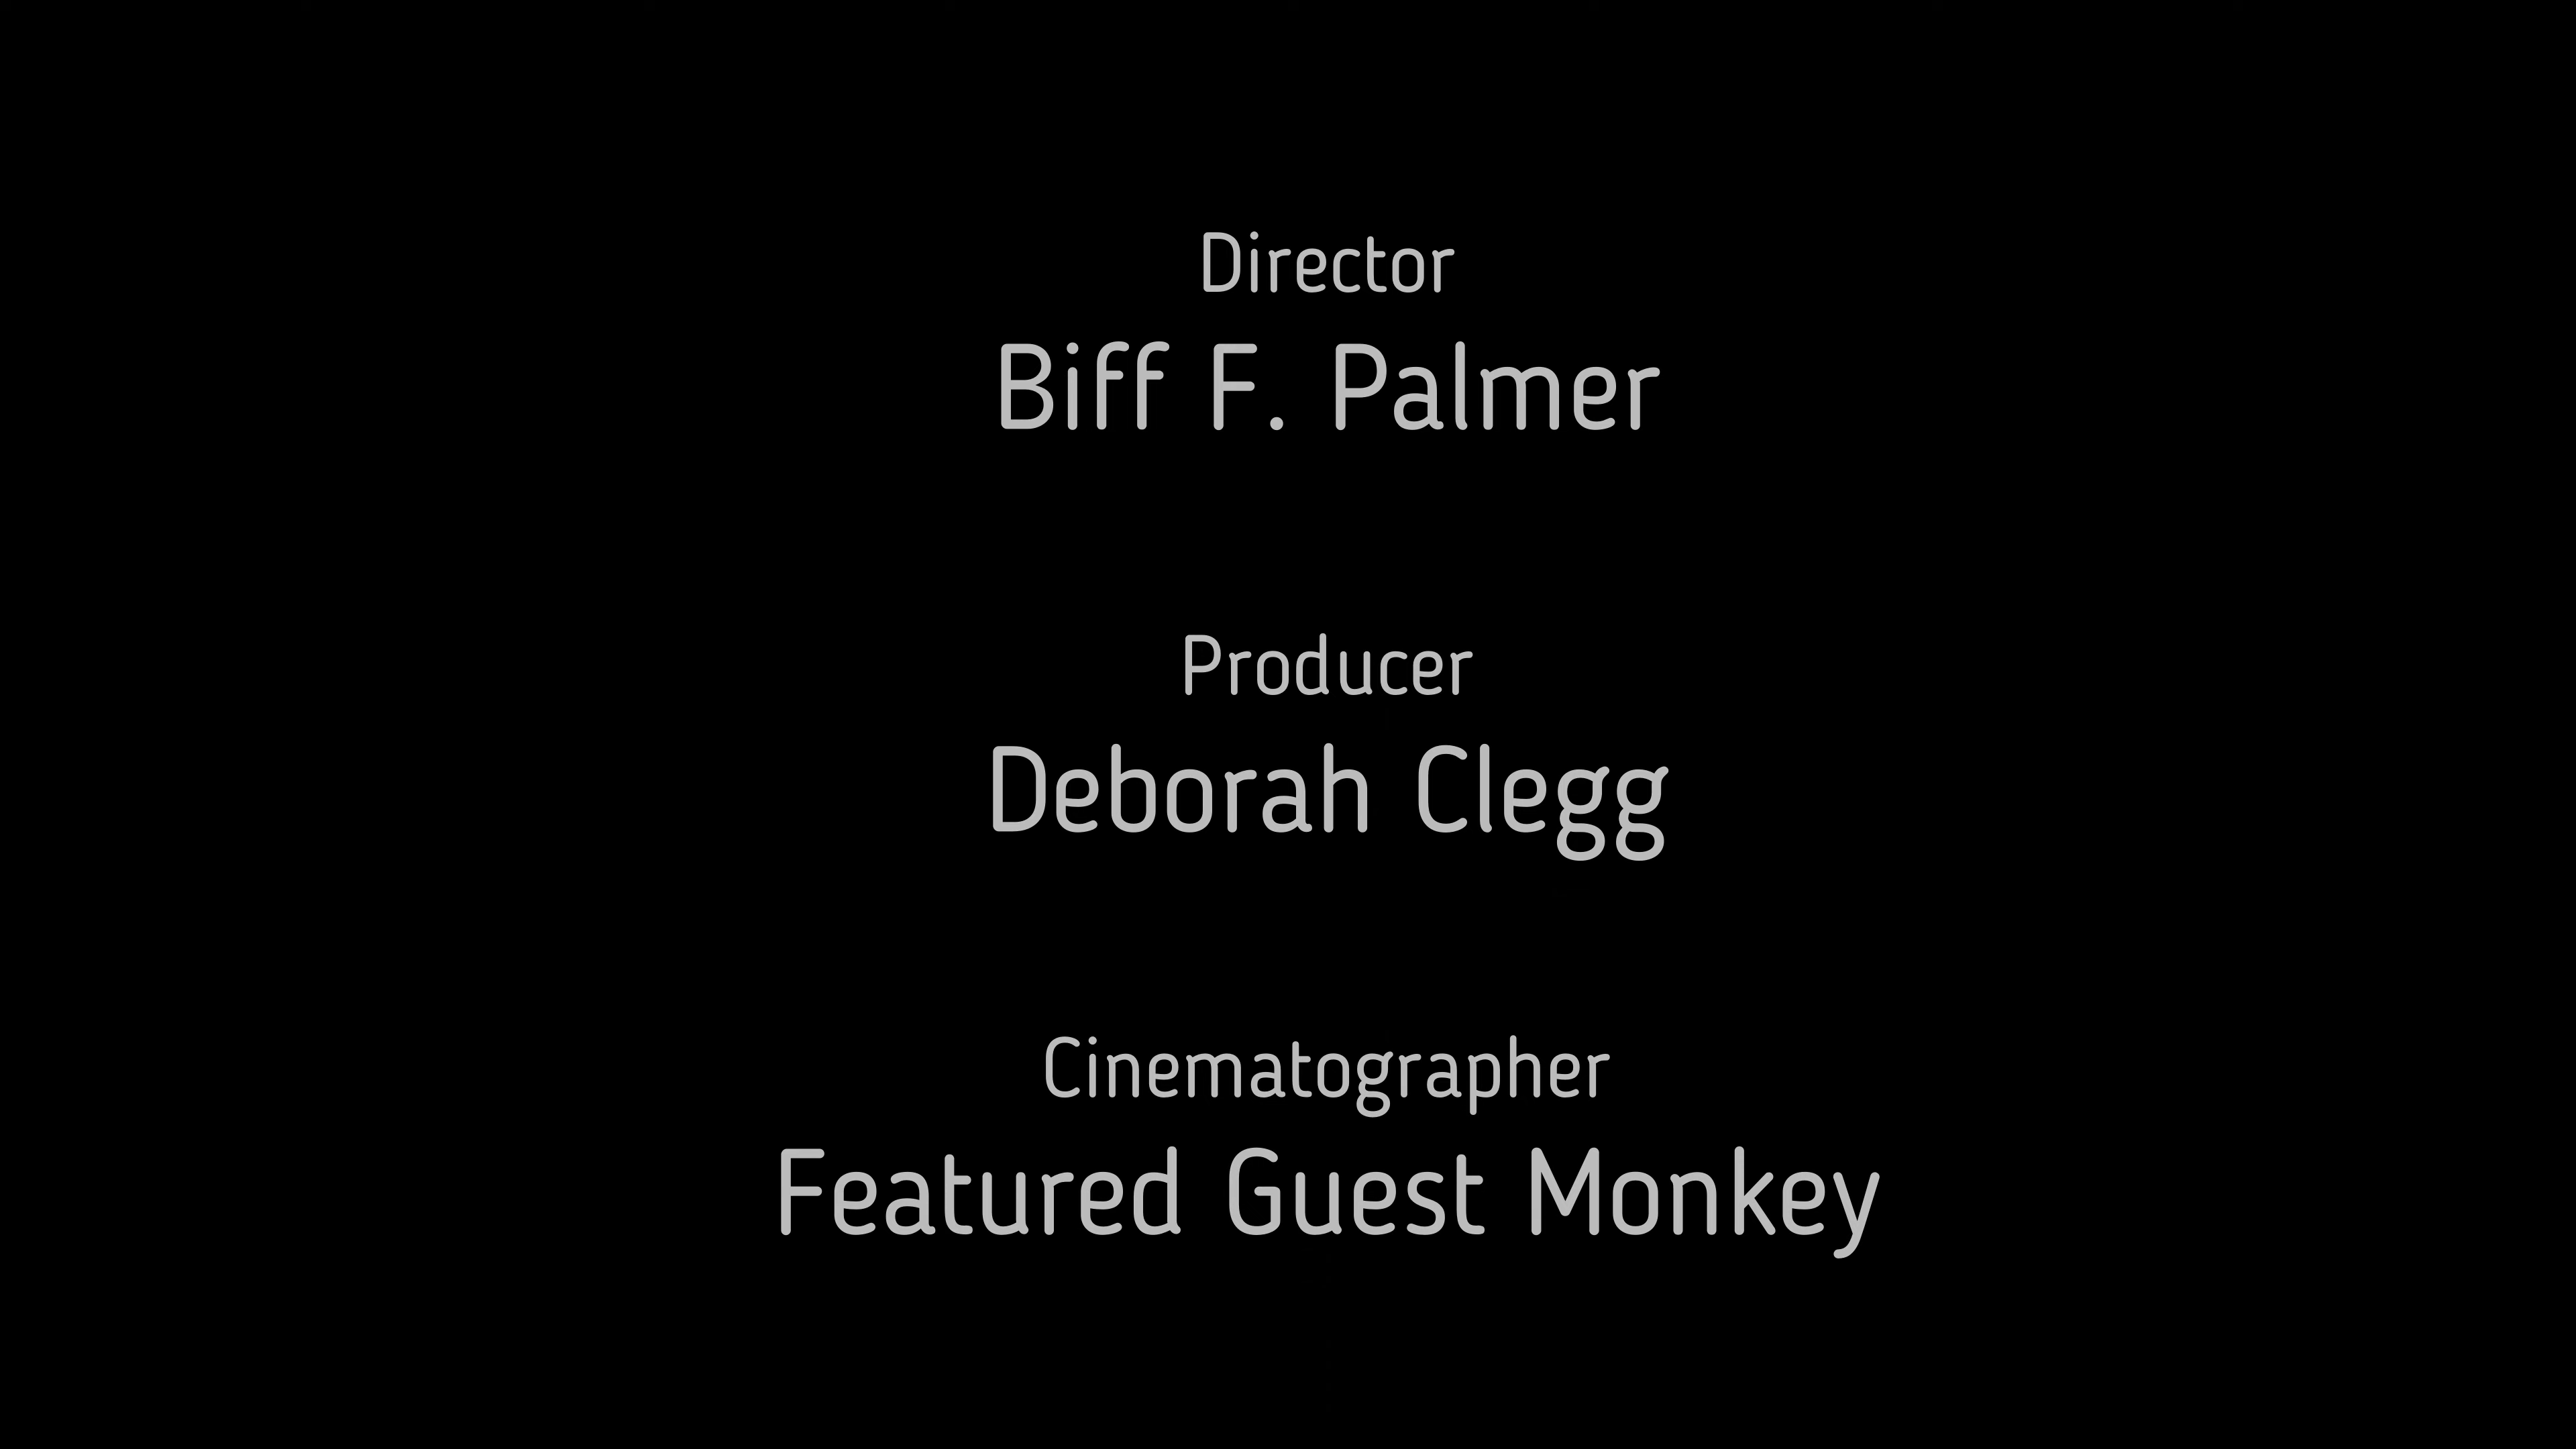 Director
Biff F. Palmer
Producer
Deborah Clegg
Cinematographer
Featured Guest Monkey